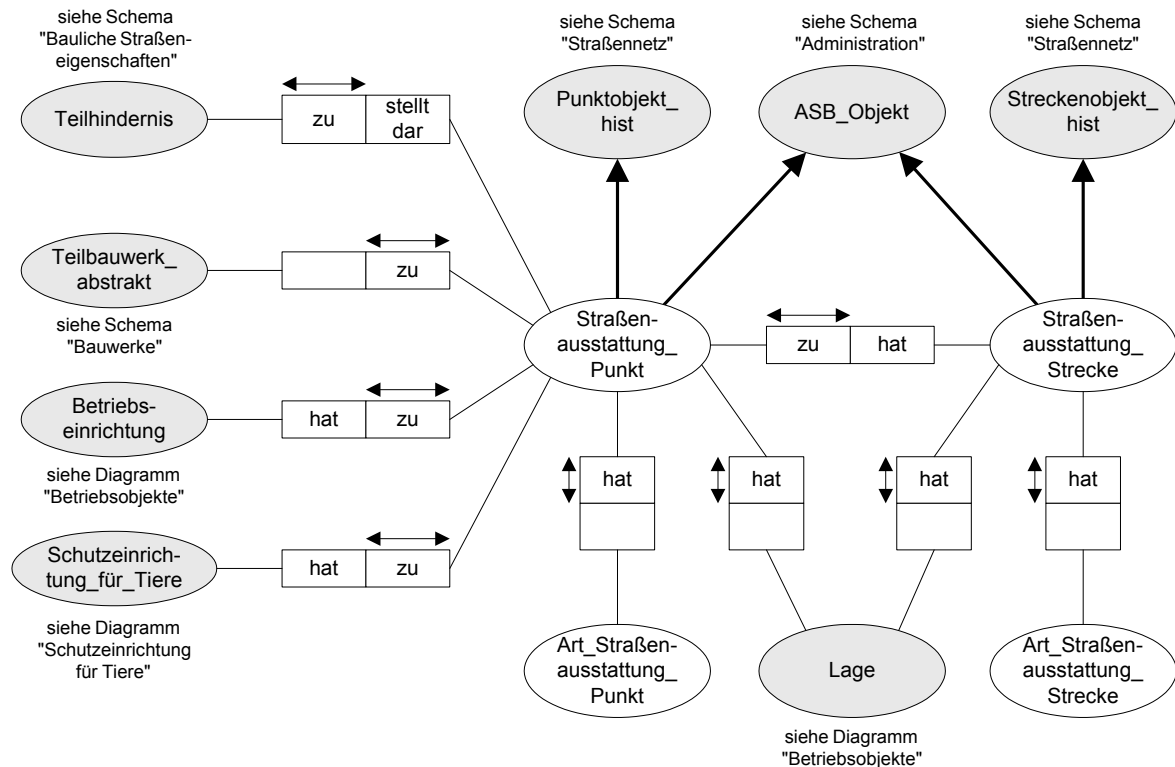 siehe Schema
"Bauliche Straßen-
eigenschaften"
siehe Schema
"Straßennetz"
siehe Schema
"Administration"
siehe Schema
"Straßennetz"
Teilhindernis
zu
stellt
dar
Punktobjekt_
hist
ASB_Objekt
Streckenobjekt_
hist
Teilbauwerk_
abstrakt
zu
siehe Schema
"Bauwerke"
Straßen-
ausstattung_
Punkt
zu
hat
Straßen-
ausstattung_
Strecke
Betriebs-
einrichtung
hat
zu
siehe Diagramm
"Betriebsobjekte"
hat
hat
hat
hat
Schutzeinrich-
tung_für_Tiere
hat
zu
siehe Diagramm
"Schutzeinrichtung
für Tiere"
Art_Straßen-
ausstattung_
Punkt
Lage
Art_Straßen-
ausstattung_
Strecke
siehe Diagramm
"Betriebsobjekte"